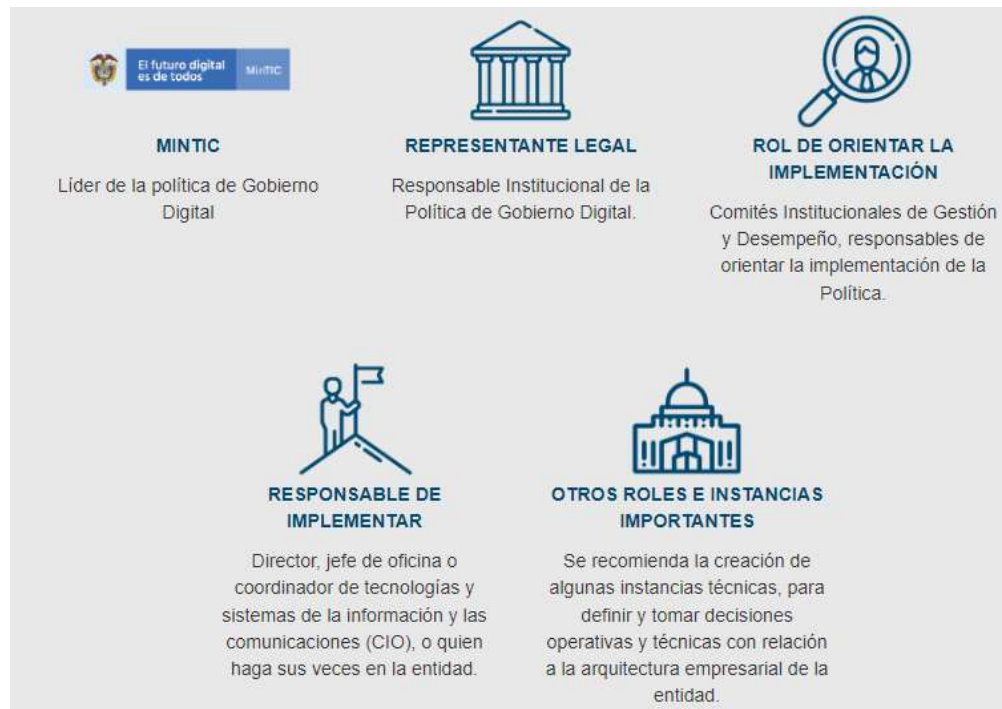 El futuro digital
es de todos
MinTIC
MINTIC
Líder de la política de Gobierno
Digital
REPRESENTANTE LEGAL
Responsable Institucional de la
Política de Gobierno Digital.
ROL DE ORIENTAR LA
IMPLEMENTACIÓN
Comités Institucionales de Gestión
y Desempeño, responsables de
orientar la implementación de la
Política.
RESPONSABLE DE
IMPLEMENTAR
Director, jefe de oficina o
coordinador de tecnologías y
sistemas de la información y las
comunicaciones (CIO), o quien
haga sus veces en la entidad.
OTROS ROLES E INSTANCIAS
IMPORTANTES
Se recomienda la creación de
algunas instancias técnicas, para
definir y tomar decisiones
operativas y técnicas con relación
a la arquitectura empresarial de la
entidad.